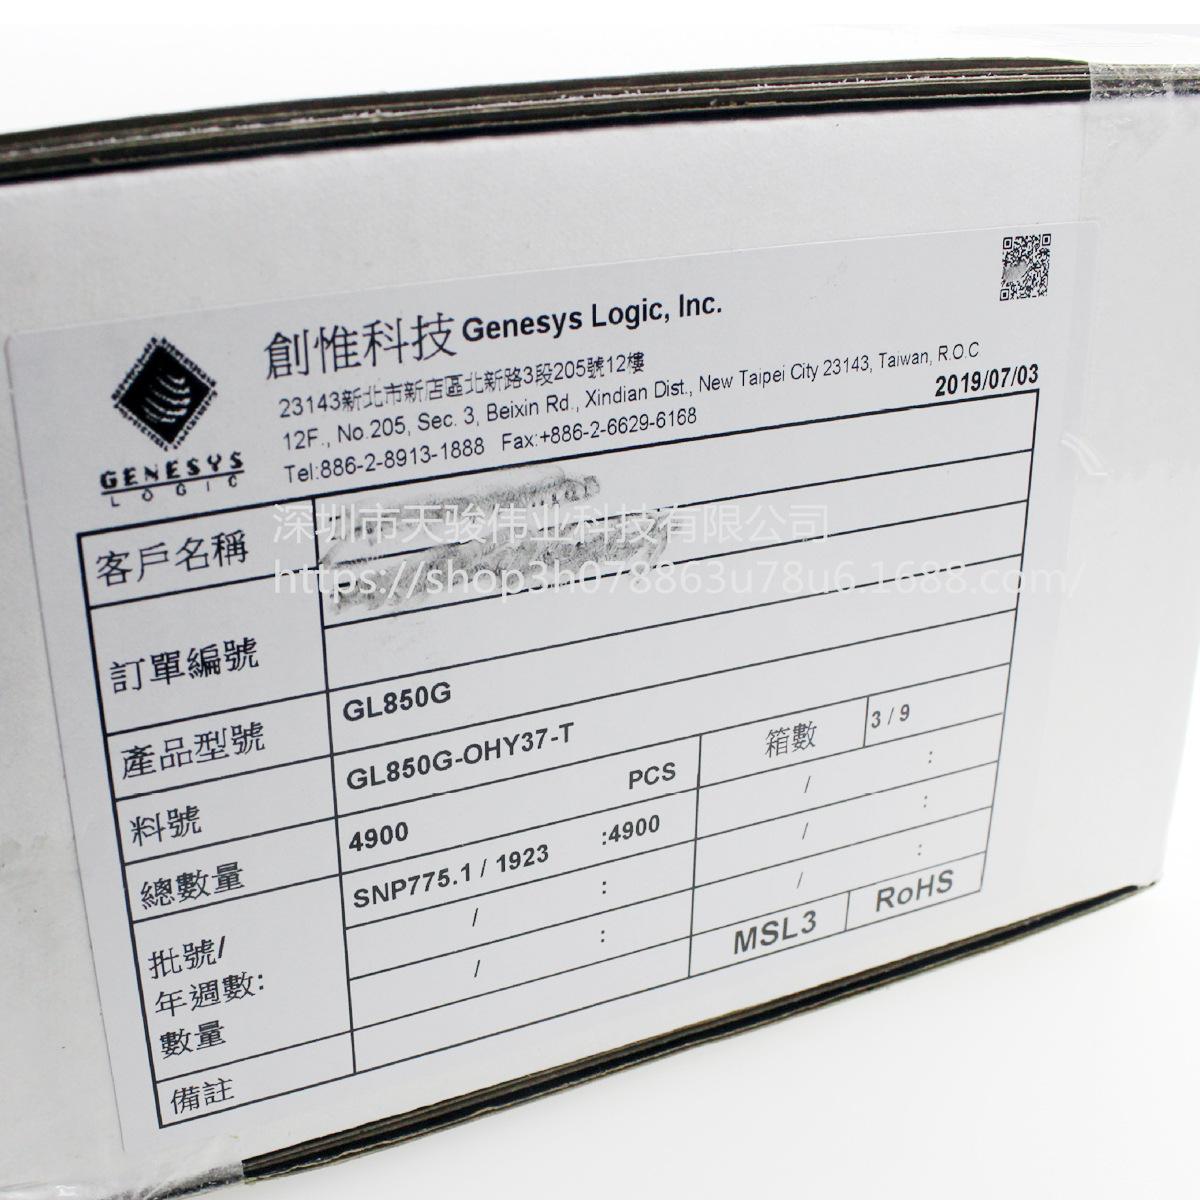 創惟科技 Genesys Logic, Inc.
23143新北市新店區北新路3段205號12樓
12F., No.205, Sec. 3, Beixin Rd., Xindian Dist., New Taipei City 23143, Taiwan, R.O.C
Tel:886-2-8913-1888 Fax:+886-2-6629-6168
2019/07/03
GENESYS
LOGIC
深圳市天骏伟业科技有限公司
https://shop3h078863u78u6.1688.com/
客戶名稱
訂單編號
產品型號 GL850G
料號 GL850G-OHY37-T
總數量 4900 PCS 箱數 3 / 9
批號/ SNP775.1 / 1923 :4900 / :
年週數: / : / :
數量 / : / :
備註 MSL3 RoHS